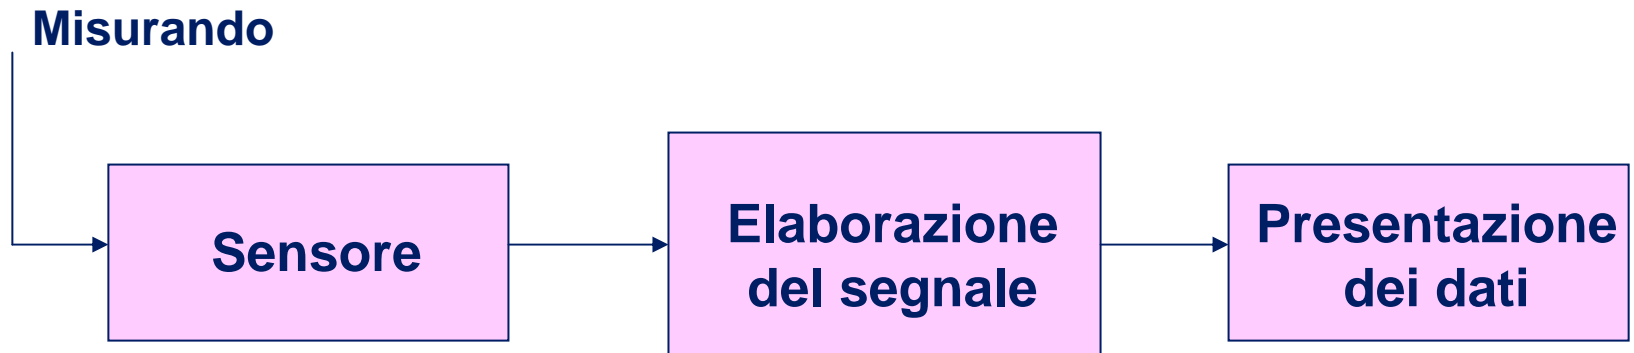 Misurando
Sensore
Elaborazione
del segnale
Presentazione
dei dati